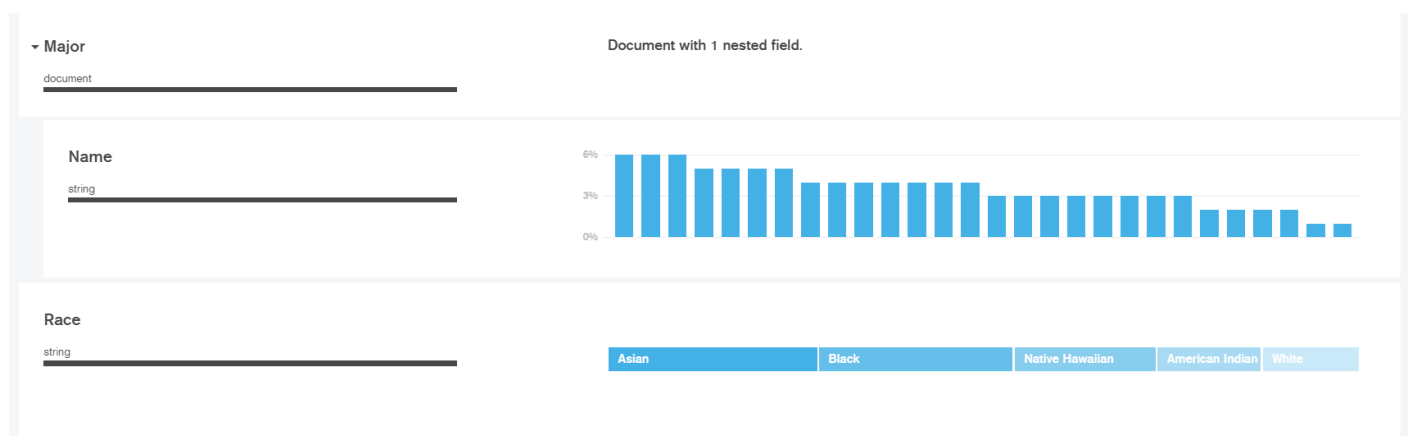 Major
Document with 1 nested field.
document
Name
string
6%
3%
0%
Race
string
Asian Black Native Hawaiian American Indian White